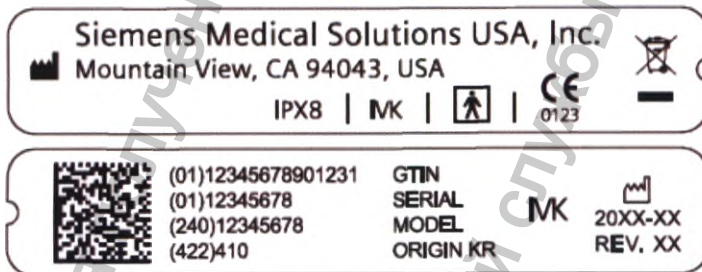 Siemens Medical Solutions USA, Inc.
Mountain View, CA 94043, USA
IPX8 | MK | | CE
0123
(01)12345678901231 GTIN
(01)12345678 SERIAL
(240)12345678 MODEL
(422)410 ORIGIN KR
MK
20XX-XX
REV. XX